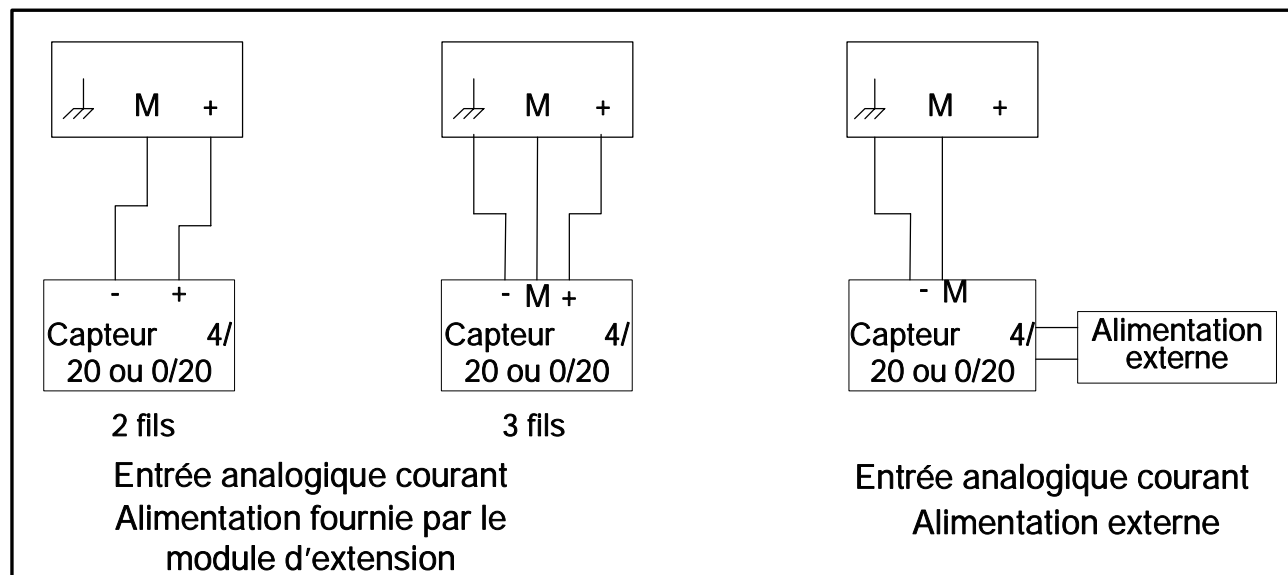 M +
M +
M +
- +
Capteur 4/
20 ou 0/20
- M +
Capteur 4/
20 ou 0/20
- M
Capteur 4/
20 ou 0/20
Alimentation
externe
2 fils
3 fils
Entrée analogique courant
Alimentation fournie par le
module d'extension
Entrée analogique courant
Alimentation externe